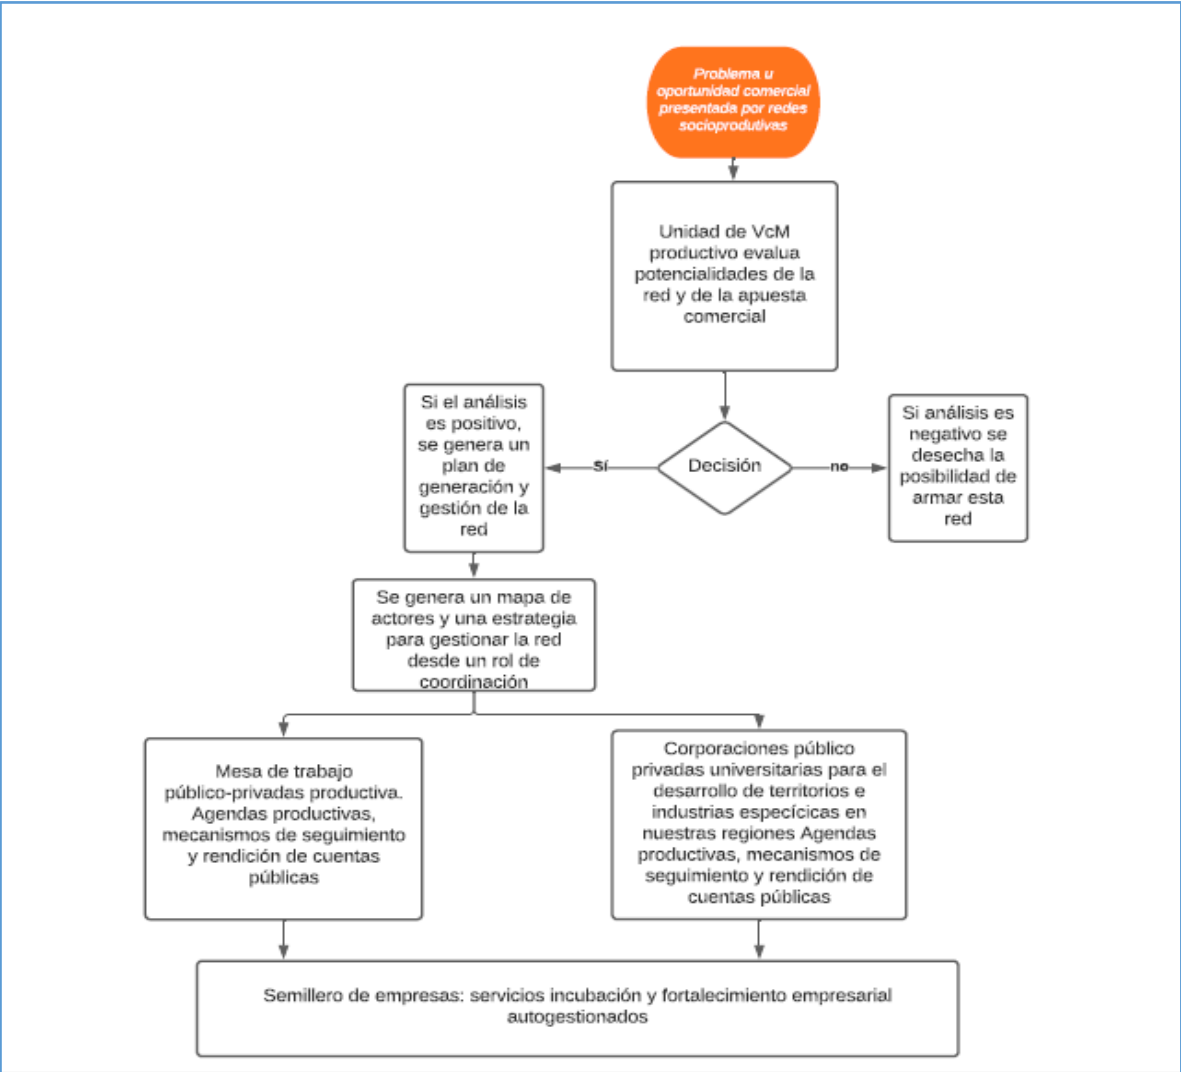 Problema u
oportunidad comercial
presentada por redes
socioprodutivas
Unidad de VcM
productivo evalua
potencialidades de la
red y de la apuesta
comercial
Si el análisis
es positivo,
se genera un
plan de
generación y
gestión de la
red
Sí
Decisión
no
Si análisis es
negativo se
desecha la
posibilidad de
armar esta
red
Se genera un mapa de
actores y una estrategia
para gestionar la red
desde un rol de
coordinación
Mesa de trabajo
público-privadas productiva.
Agendas productivas,
mecanismos de seguimiento
y rendición de cuentas
públicas
Corporaciones público
privadas universitarias para el
desarrollo de territorios e
industrias especícicas en
nuestras regiones Agendas
productivas, mecanismos de
seguimiento y rendición de
cuentas públicas
Semillero de empresas: servicios incubación y fortalecimiento empresarial
autogestionados